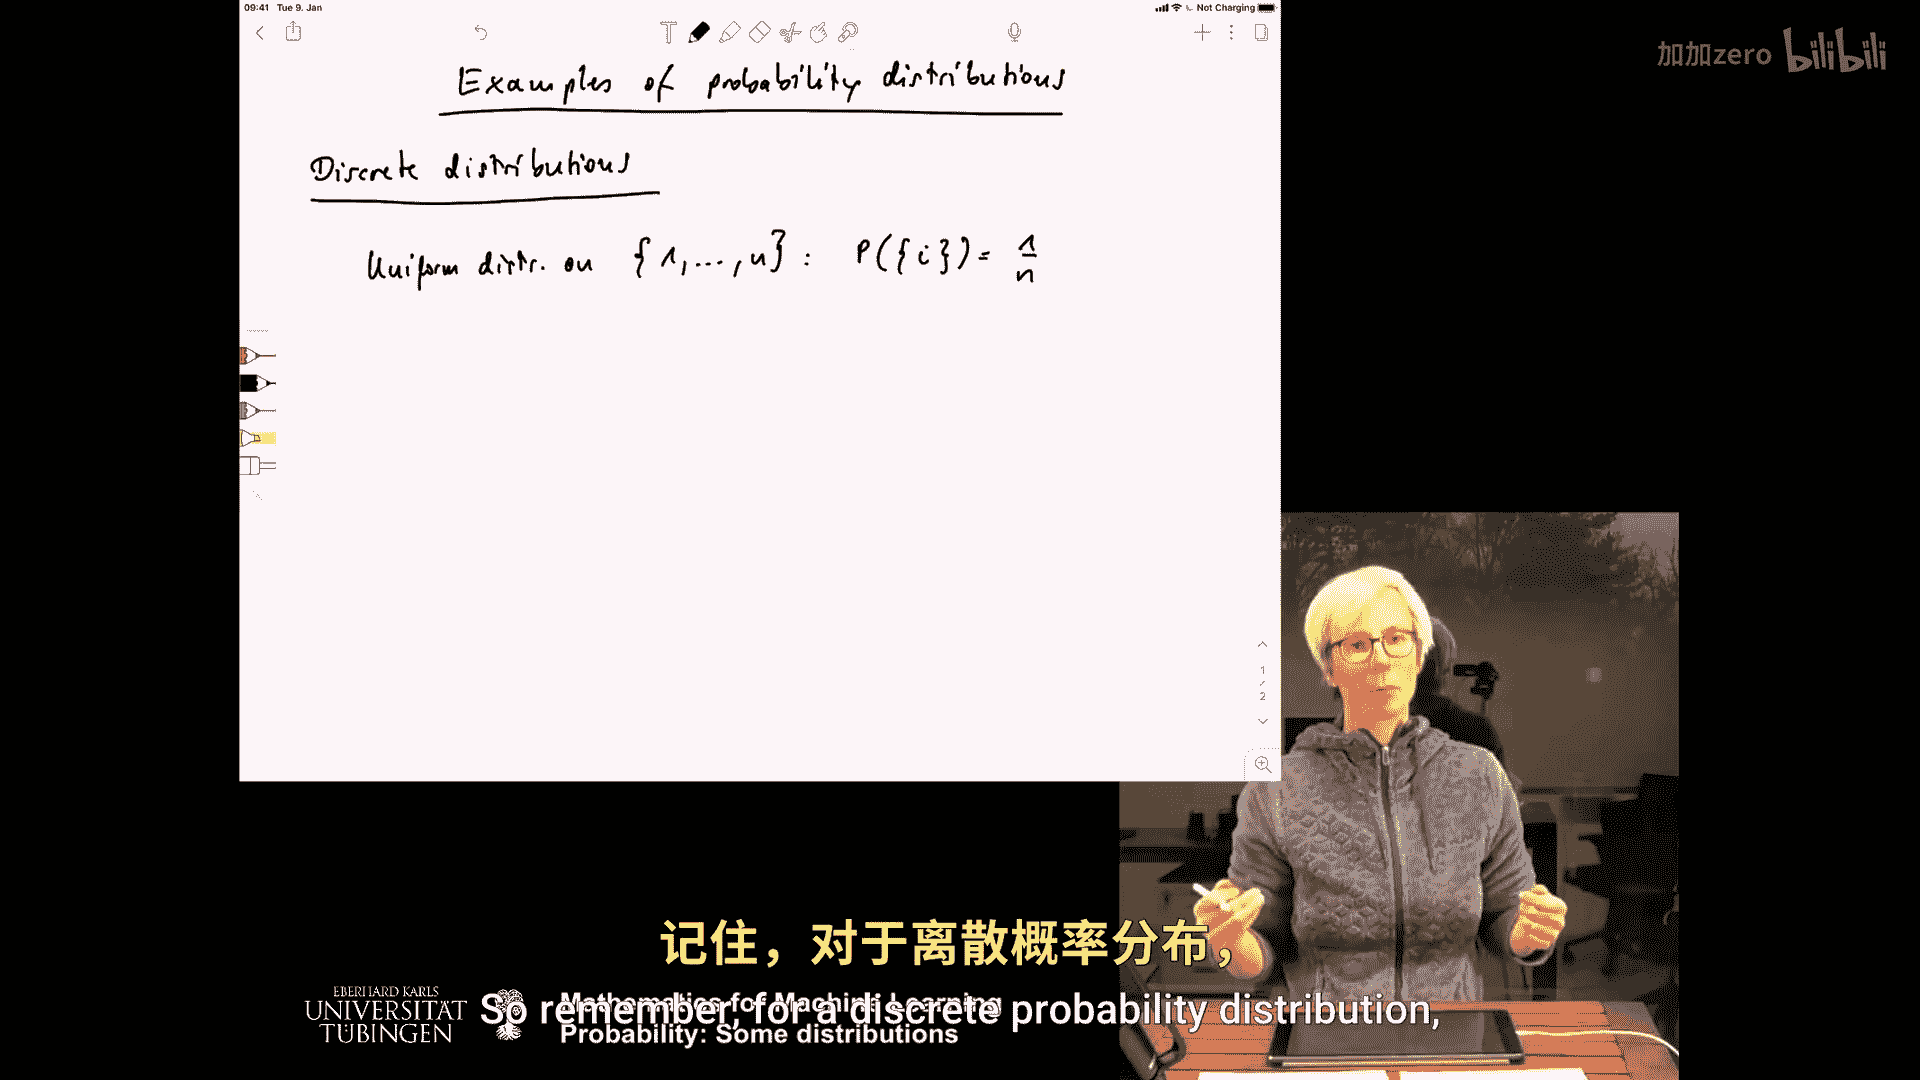 09:41 Tue 9. Jan
Not Charging
加加zero bilibili
T
Examples of probability distributions
Discrete distributions
Uniform distr. on {1,...,n}: P({i}) = 1/n
1
2
记住，对于离散概率分布，
So remember, for a discrete probability distribution,
EBERHARD KARLS
UNIVERSITÄT
TÜBINGEN
Mathematics for Machine Learning
Probability: Some distributions